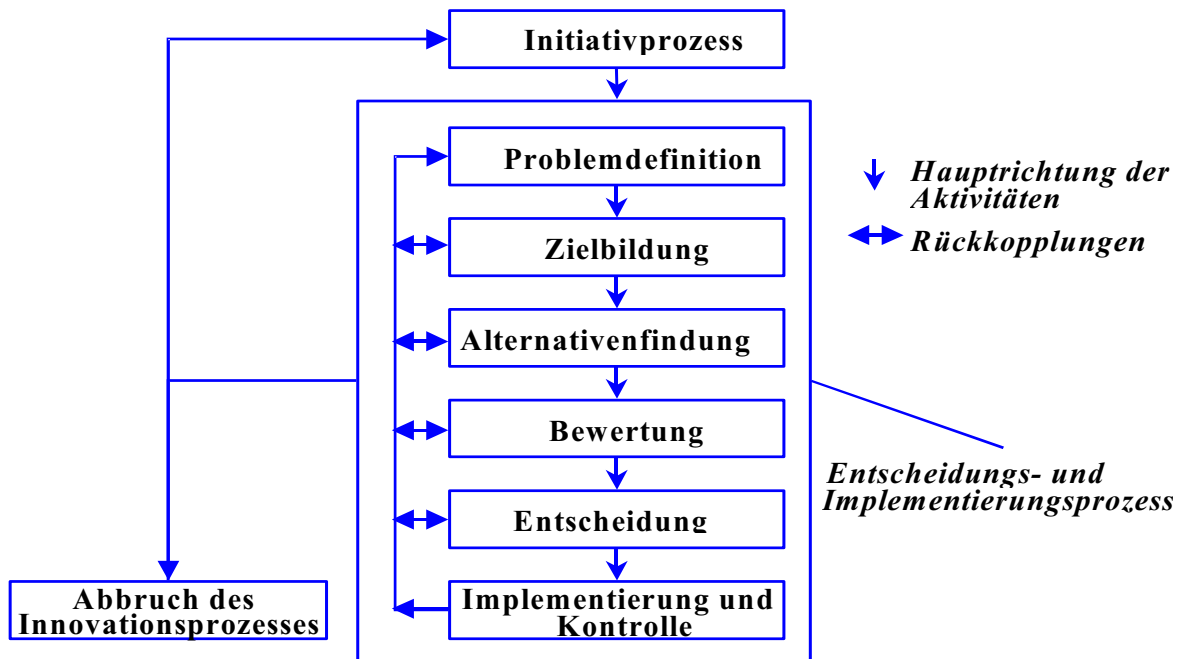 Initiativprozess
Problemdefinition
Hauptrichtung der
Aktivitäten
Zielbildung
Rückkopplungen
Alternativenfindung
Bewertung
Entscheidungs- und
Implementierungsprozess
Entscheidung
Abbruch des
Innovationsprozesses
Implementierung und
Kontrolle